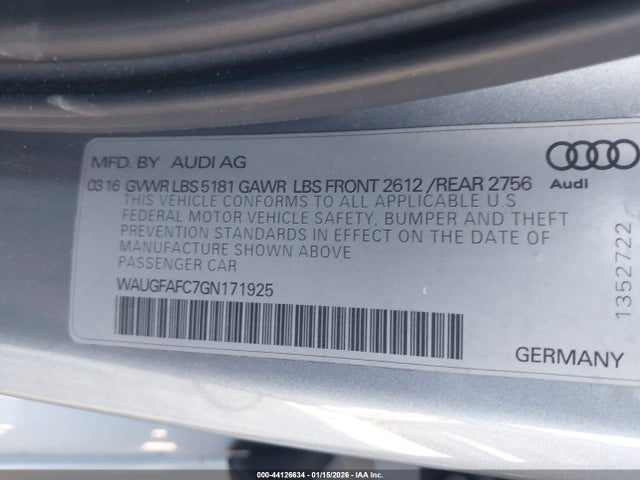 MFD. BY AUDI AG
03 16 GVWR LBS 5181 GAWR LBS FRONT 2612 / REAR 2756
THIS VEHICLE CONFORMS TO ALL APPLICABLE U.S.
FEDERAL MOTOR VEHICLE SAFETY, BUMPER AND THEFT
PREVENTION STANDARDS IN EFFECT ON THE DATE OF
MANUFACTURE SHOWN ABOVE
PASSENGER CAR
WAUGFAFC7GN171925
Audi
1352722
GERMANY
000-44126634 - 01/15/2026 - IAA Inc.